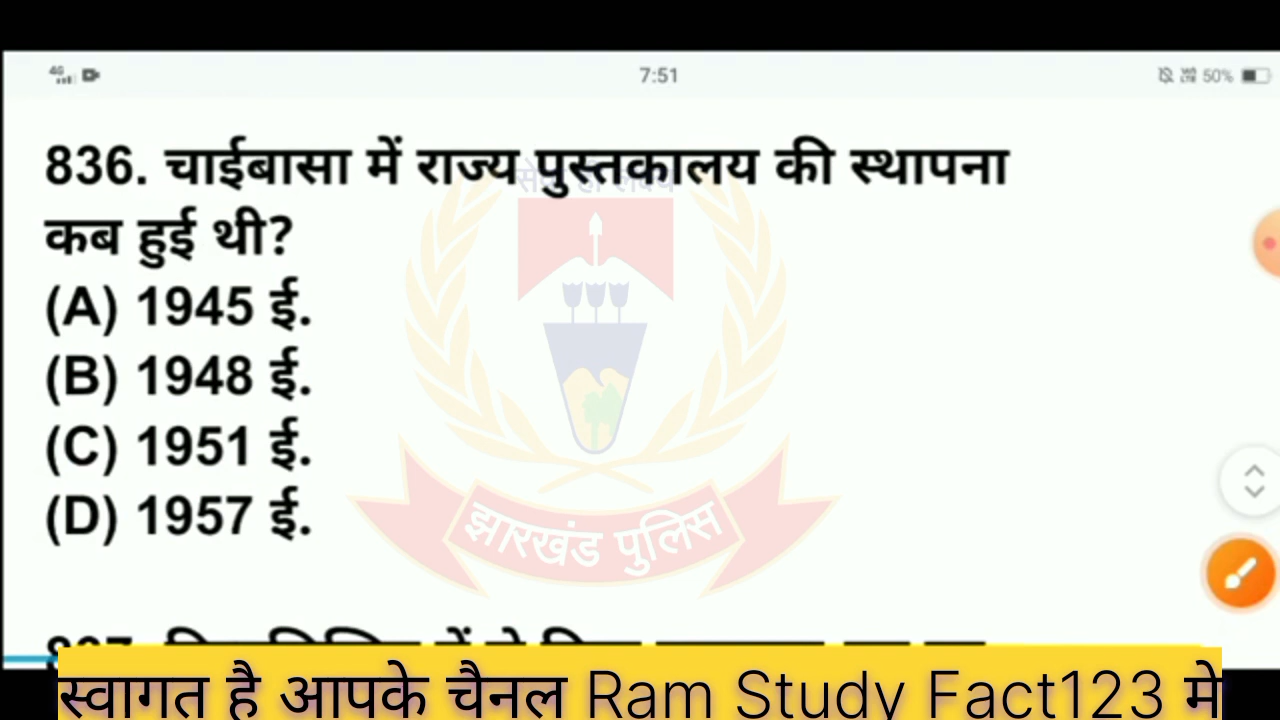 4G
7:51
50%
836. चाईबासा में राज्य पुस्तकालय की स्थापना
कब हुई थी?
(A) 1945 ई.
(B) 1948 ई.
(C) 1951 ई.
(D) 1957 ई.
झारखंड पुलिस
स्वागत है आपके चैनल Ram Study Fact123 मे